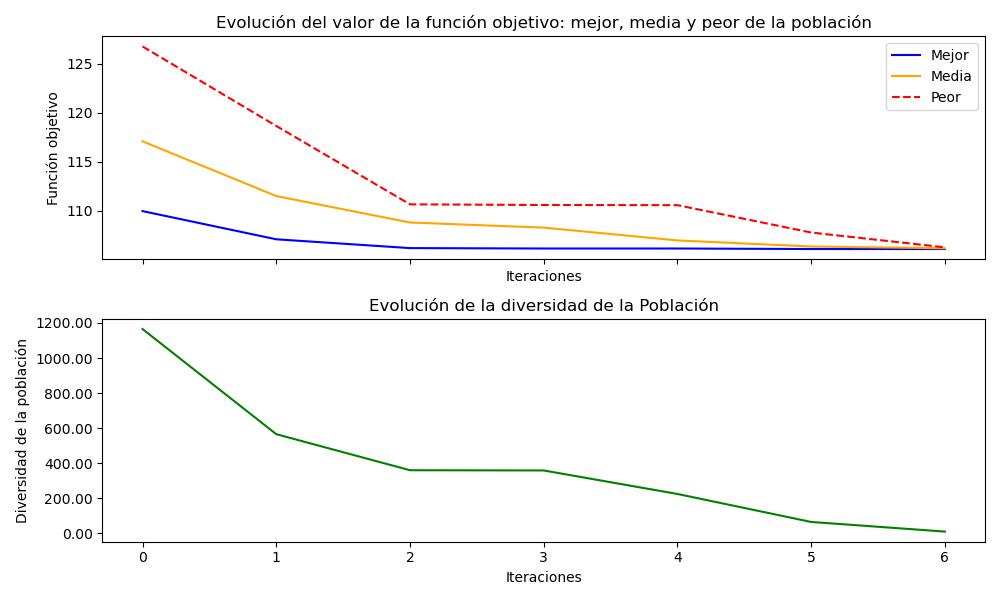 Evolución del valor de la función objetivo: mejor, media y peor de la población
Función objetivo
125
120
115
110
Mejor
Media
Peor
Iteraciones
Evolución de la diversidad de la Población
Diversidad de la población
1200.00
1000.00
800.00
600.00
400.00
200.00
0.00
0 1 2 3 4 5 6
Iteraciones